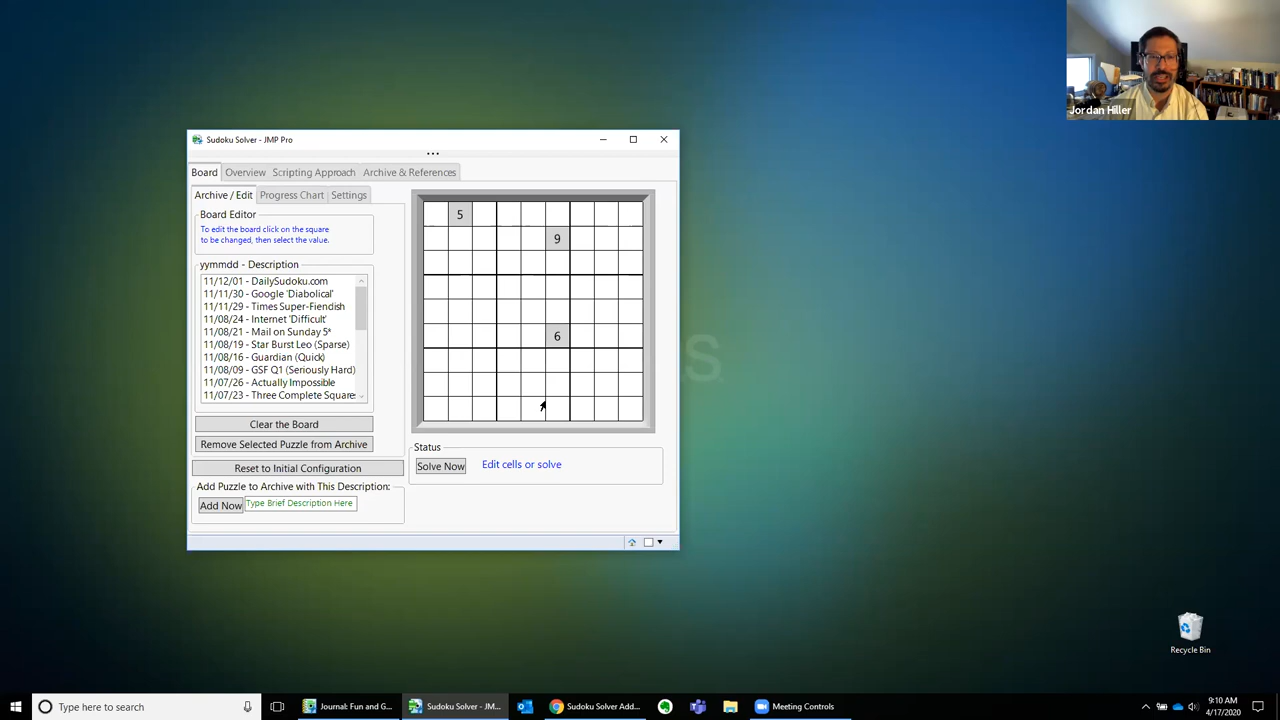 Jordan Hiller
Sudoku Solver - JMP Pro
Board
Overview
Scripting Approach
Archive & References
Archive / Edit
Progress Chart
Settings
Board Editor
To edit the board click on the square
to be changed, then select the value.
yymmdd - Description
11/12/01 - DailySudoku.com
11/11/30 - Google 'Diabolical'
11/11/29 - Times Super-Fiendish
11/08/24 - Internet 'Difficult'
11/08/21 - Mail on Sunday 5*
11/08/19 - Star Burst Leo (Sparse)
11/08/16 - Guardian (Quick)
11/08/09 - GSF Q1 (Seriously Hard)
11/07/26 - Actually Impossible
11/07/23 - Three Complete Square
Clear the Board
Remove Selected Puzzle from Archive
Reset to Initial Configuration
Add Puzzle to Archive with This Description:
Add Now
Type Brief Description Here
5
9
6
Status
Solve Now
Edit cells or solve
Recycle Bin
Type here to search
Journal: Fun and G...
Sudoku Solver - JM...
Sudoku Solver Add...
Meeting Controls
9:10 AM
4/17/2020